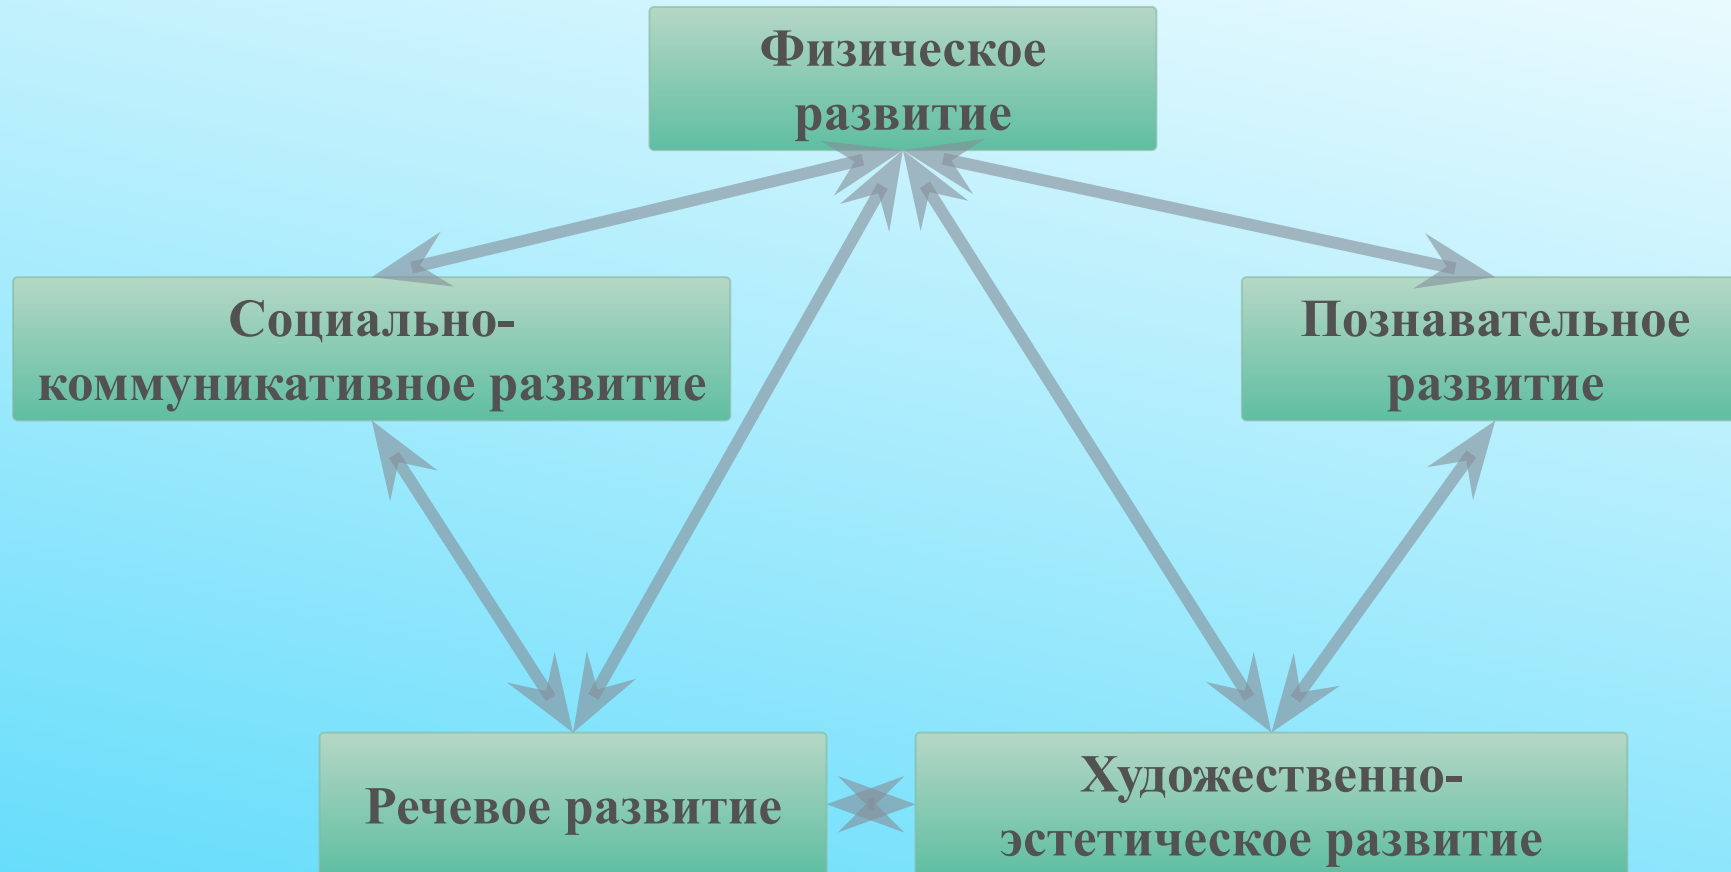 Физическое
развитие
Социально-
коммуникативное развитие
Познавательное
развитие
Речевое развитие
Художественно-
эстетическое развитие